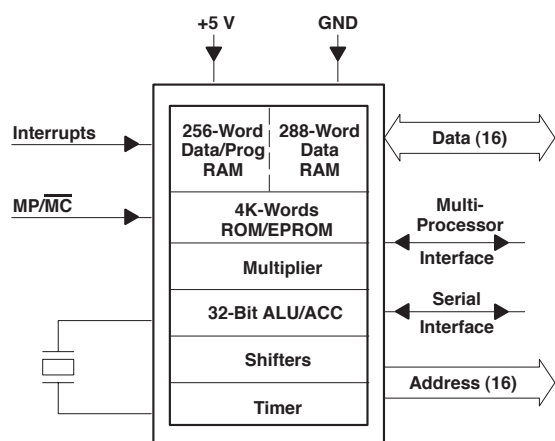 +5 V
GND
Interrupts
MP/M̅C̅
256-Word
Data/Prog
RAM
288-Word
Data
RAM
4K-Words
ROM/EPROM
Multiplier
32-Bit ALU/ACC
Shifters
Timer
Data (16)
Multi-
Processor
Interface
Serial
Interface
Address (16)